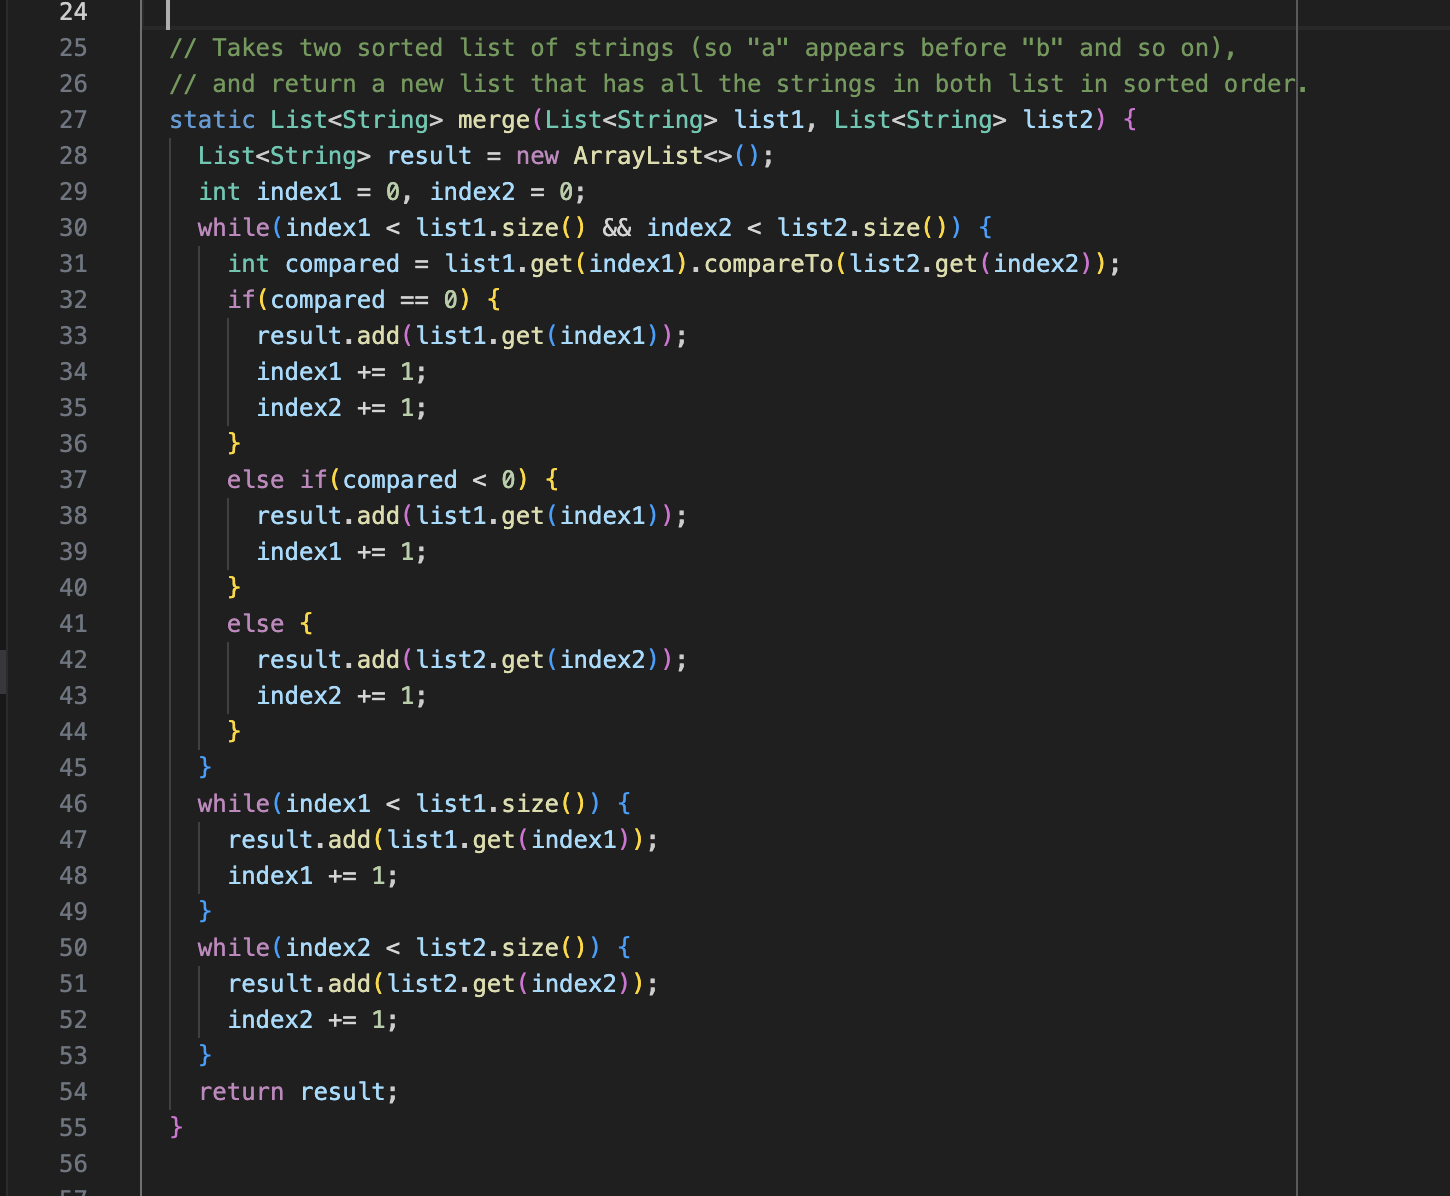 24
25 // Takes two sorted list of strings (so "a" appears before "b" and so on),
26 // and return a new list that has all the strings in both list in sorted order.
27 static List<String> merge(List<String> list1, List<String> list2) {
28 List<String> result = new ArrayList<>();
29 int index1 = 0, index2 = 0;
30 while(index1 < list1.size() && index2 < list2.size()) {
31 int compared = list1.get(index1).compareTo(list2.get(index2));
32 if(compared == 0) {
33 result.add(list1.get(index1));
34 index1 += 1;
35 index2 += 1;
36 }
37 else if(compared < 0) {
38 result.add(list1.get(index1));
39 index1 += 1;
40 }
41 else {
42 result.add(list2.get(index2));
43 index2 += 1;
44 }
45 }
46 while(index1 < list1.size()) {
47 result.add(list1.get(index1));
48 index1 += 1;
49 }
50 while(index2 < list2.size()) {
51 result.add(list2.get(index2));
52 index2 += 1;
53 }
54 return result;
55 }
56